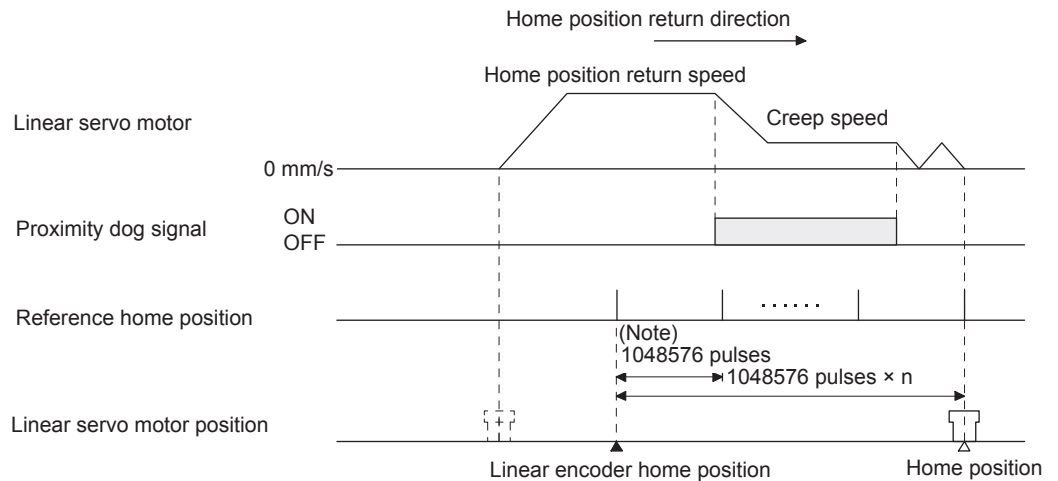 Home position return direction
Home position return speed
Linear servo motor
Creep speed
0 mm/s
Proximity dog signal
ON
OFF
Reference home position
(Note)
1048576 pulses
1048576 pulses × n
Linear servo motor position
Linear encoder home position
Home position